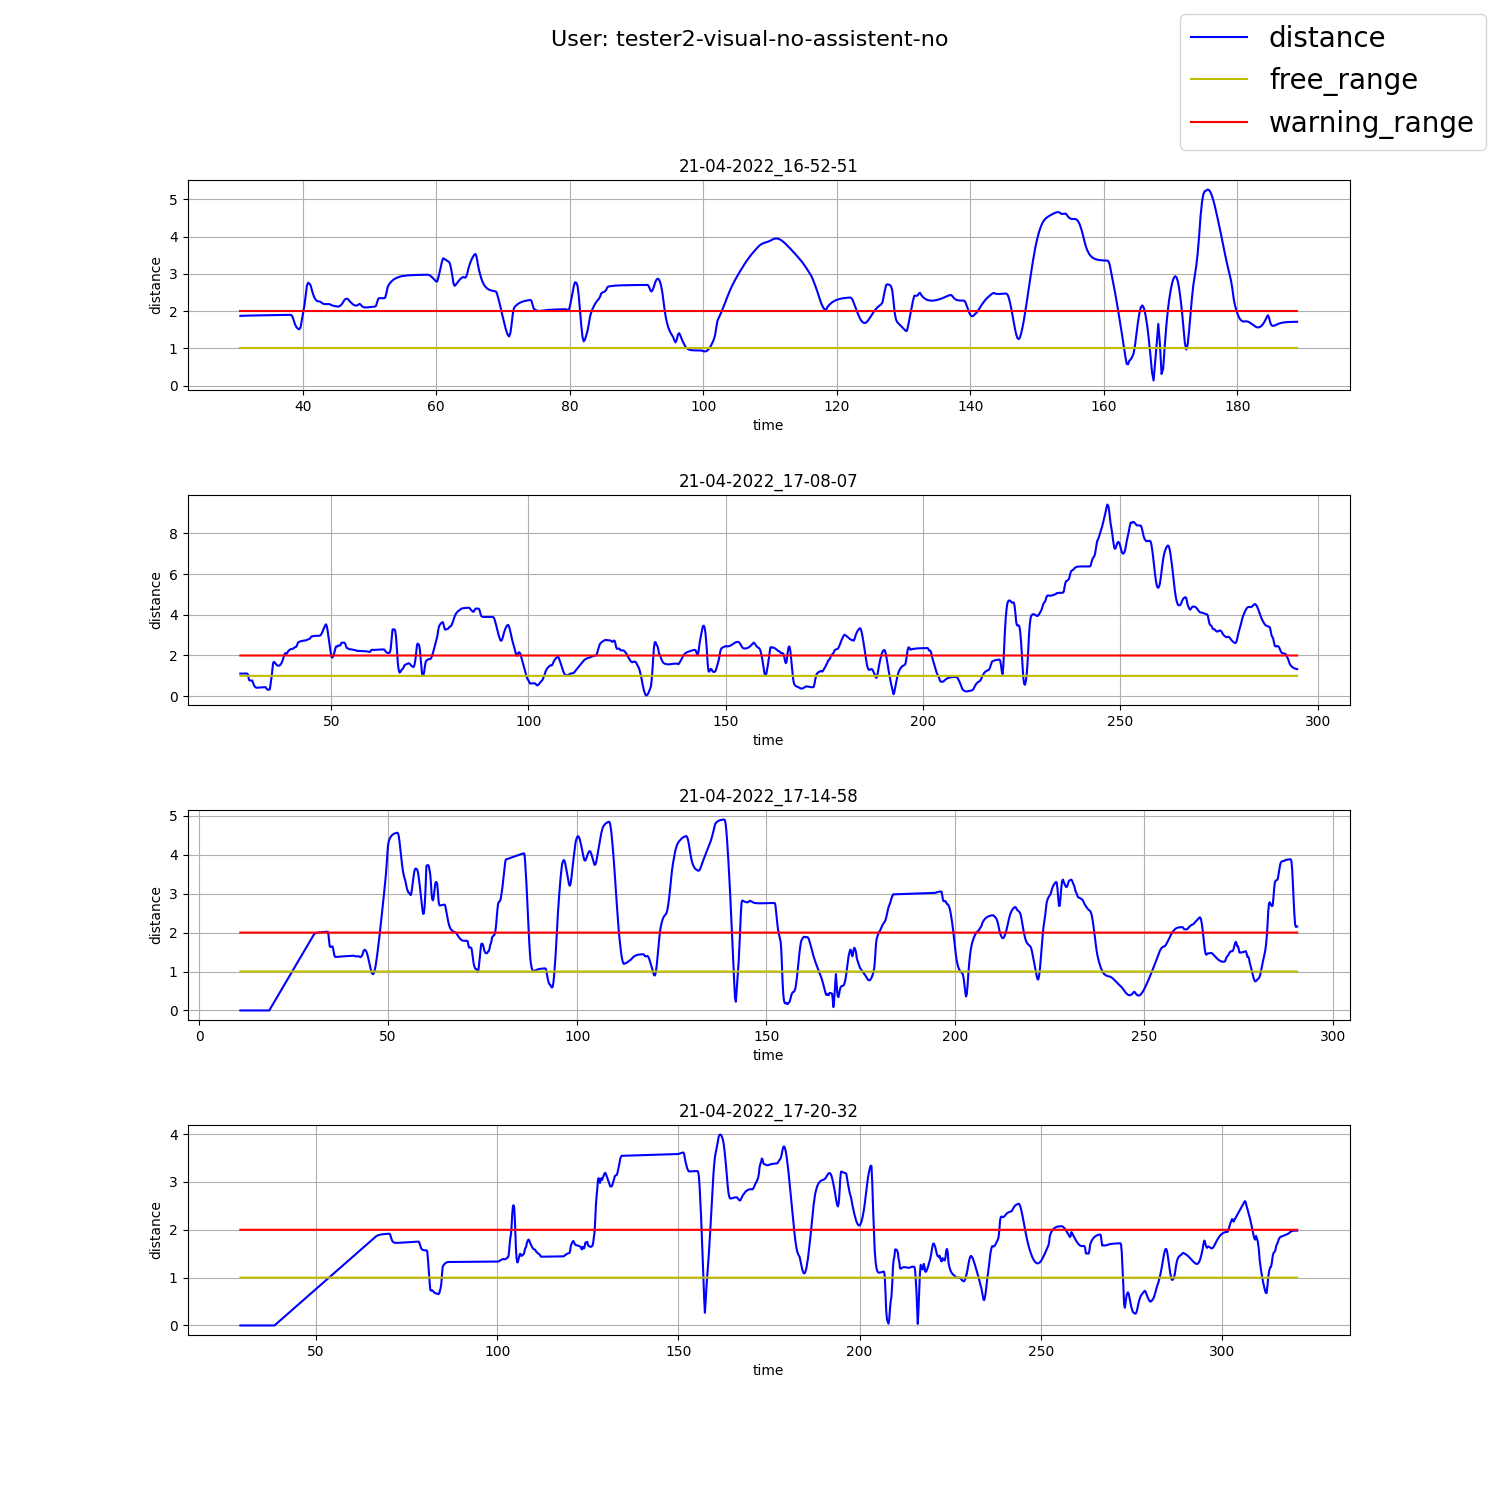 User: tester2-visual-no-assistent-no
distance
free_range
warning_range
21-04-2022_16-52-51
distance
5
4
3
2
1
0
40 60 80 100 120 140 160 180
time
21-04-2022_17-08-07
distance
8
6
4
2
0
50 100 150 200 250 300
time
21-04-2022_17-14-58
distance
5
4
3
2
1
0
0 50 100 150 200 250 300
time
21-04-2022_17-20-32
distance
4
3
2
1
0
50 100 150 200 250 300
time